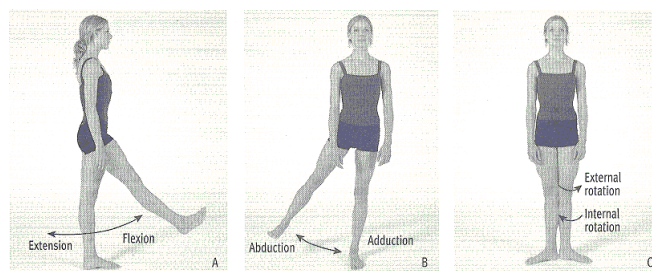 Extension
Flexion
A
Abduction
Adduction
B
External
rotation
Internal
rotation
C